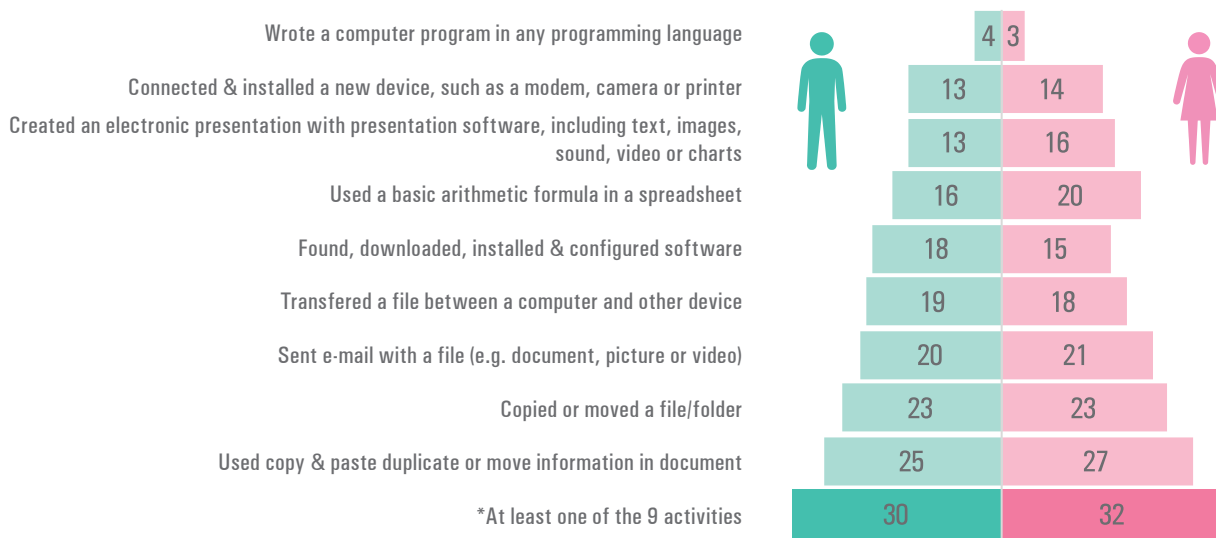 Wrote a computer program in any programming language
4 3
Connected & installed a new device, such as a modem, camera or printer
13 14
Created an electronic presentation with presentation software, including text, images,
sound, video or charts
13 16
Used a basic arithmetic formula in a spreadsheet
16 20
Found, downloaded, installed & configured software
18 15
Transfered a file between a computer and other device
19 18
Sent e-mail with a file (e.g. document, picture or video)
20 21
Copied or moved a file/folder
23 23
Used copy & paste duplicate or move information in document
25 27
*At least one of the 9 activities
30 32